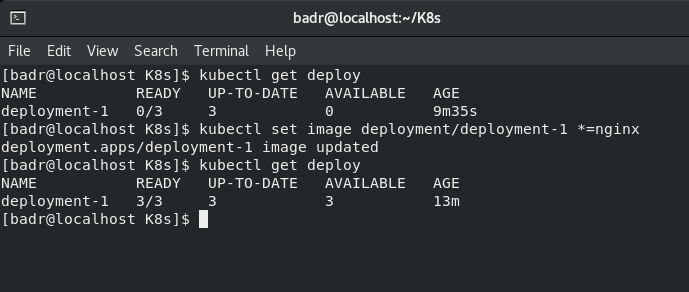 badr@localhost:~/K8s
File Edit View Search Terminal Help
[badr@localhost K8s]$ kubectl get deploy
NAME READY UP-TO-DATE AVAILABLE AGE
deployment-1 0/3 3 0 9m35s
[badr@localhost K8s]$ kubectl set image deployment/deployment-1 *=nginx
deployment.apps/deployment-1 image updated
[badr@localhost K8s]$ kubectl get deploy
NAME READY UP-TO-DATE AVAILABLE AGE
deployment-1 3/3 3 3 13m
[badr@localhost K8s]$